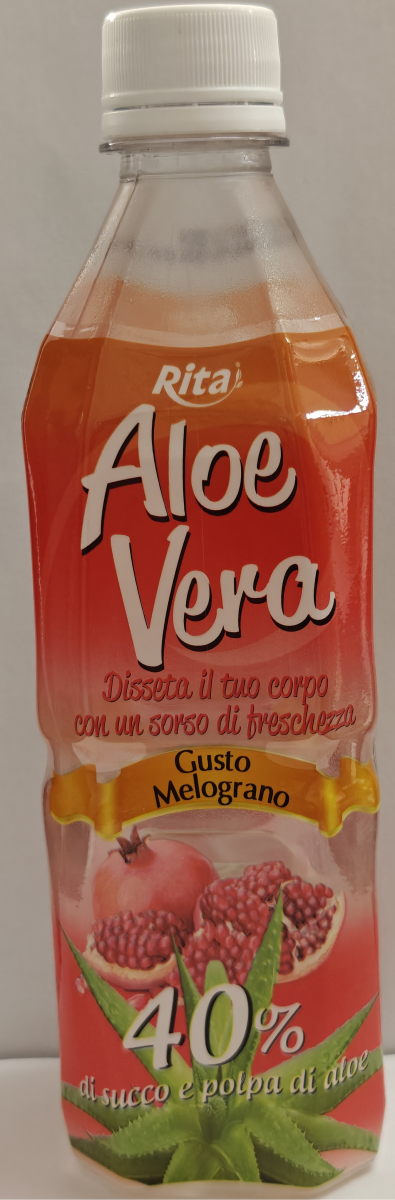 Rita
Aloe
Vera
Disseta il tuo corpo
con un sorso di freschezza
Gusto
Melograno
40%
di succo e polpa di aloe